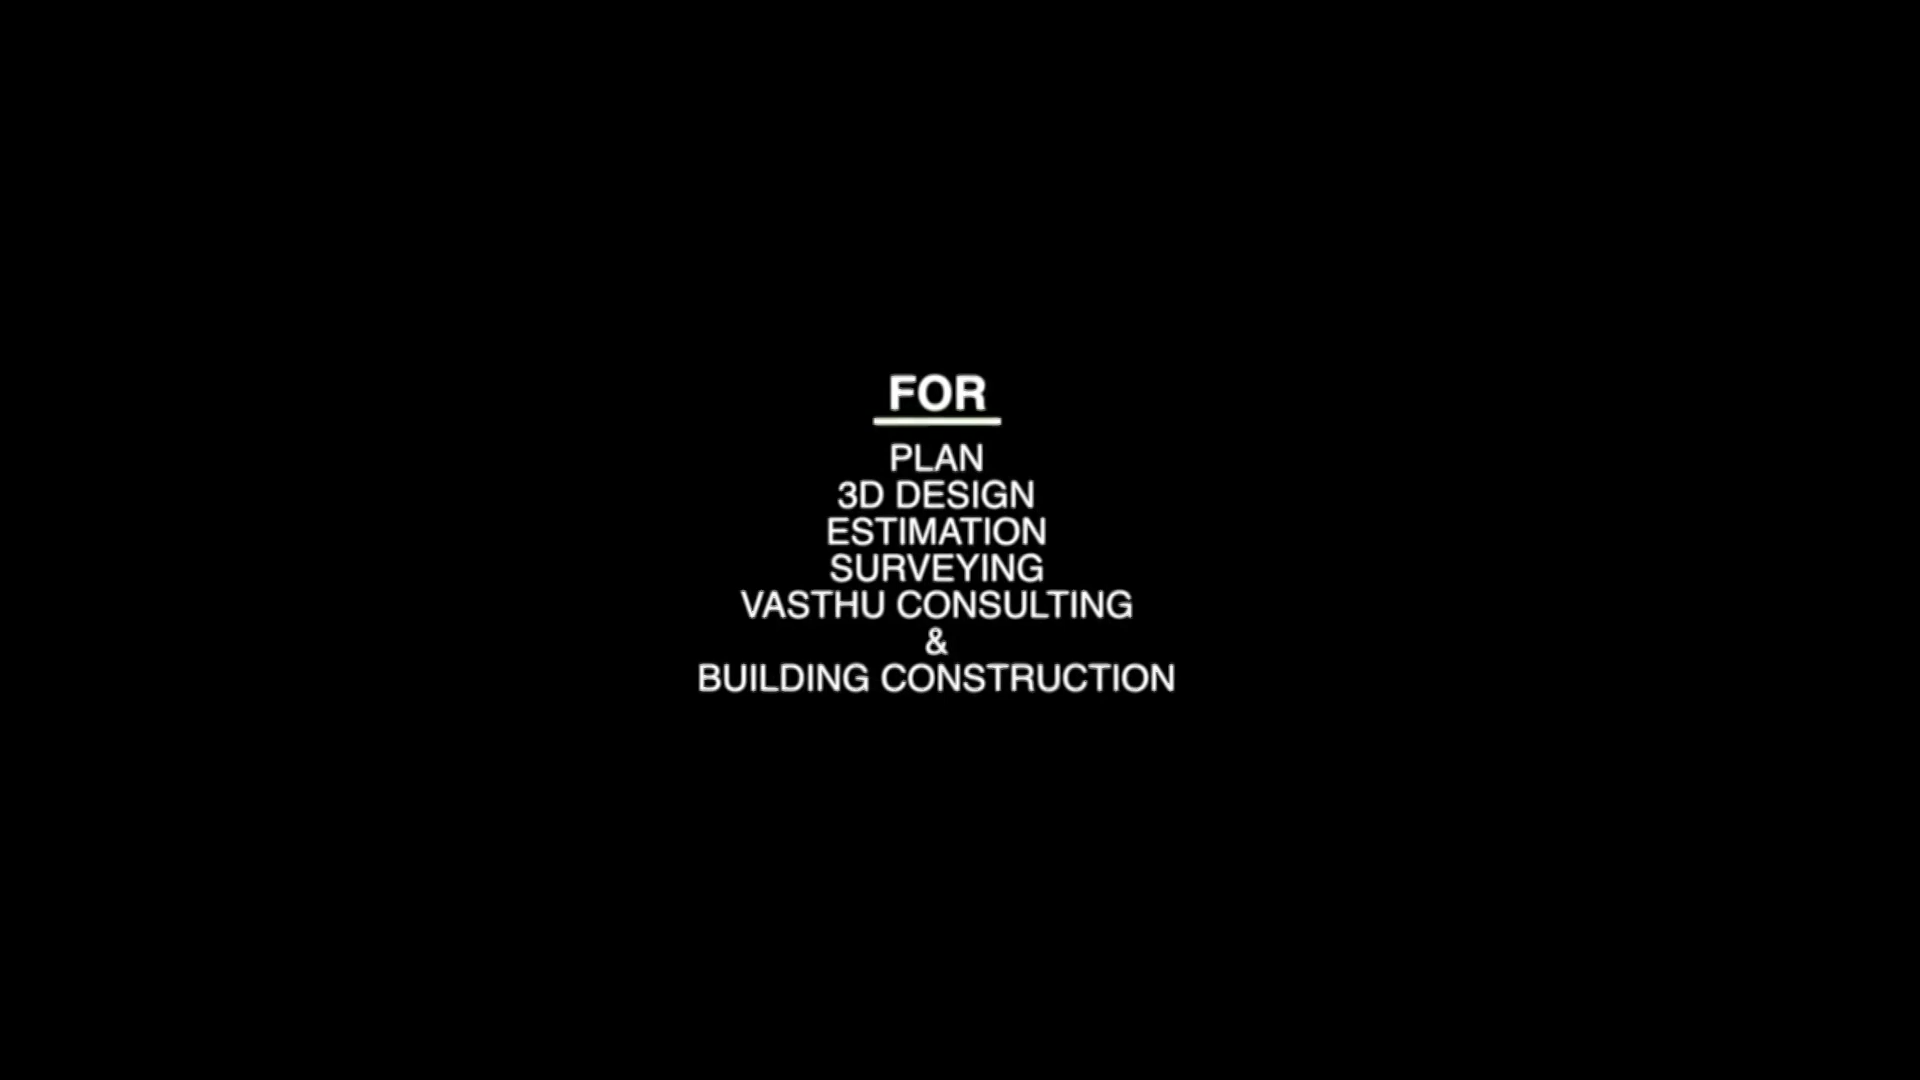 FOR
PLAN
3D DESIGN
ESTIMATION
SURVEYING
VASTHU CONSULTING
&
BUILDING CONSTRUCTION